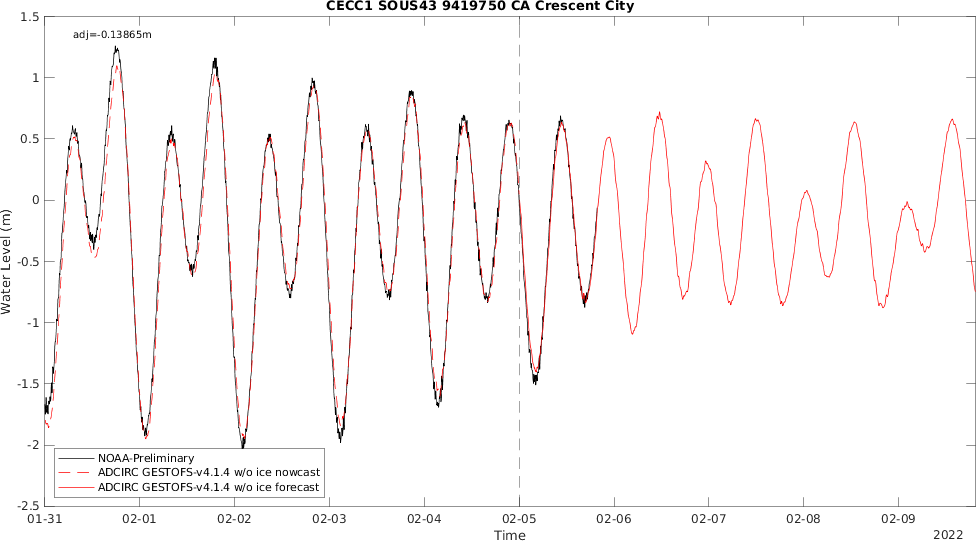 CECC1 SOUS43 9419750 CA Crescent City
adj=-0.13865m
1.5
1
0.5
0
-0.5
-1
-1.5
-2
-2.5
Water Level (m)
NOAA-Preliminary
ADCIRC GESTOFS-v4.1.4 w/o ice nowcast
ADCIRC GESTOFS-v4.1.4 w/o ice forecast
01-31 02-01 02-02 02-03 02-04 02-05 02-06 02-07 02-08 02-09
Time
2022